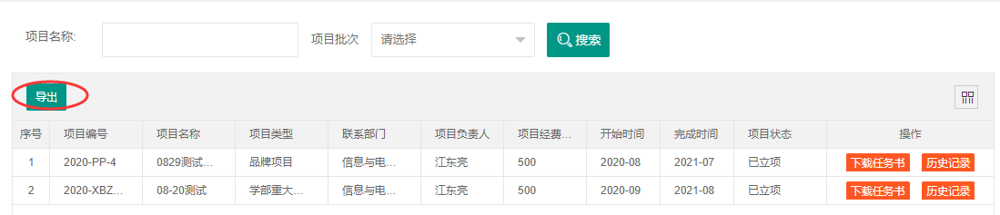 项目名称: 项目批次 请选择 搜索
导出
序号 项目编号 项目名称 项目类型 联系部门 项目负责人 项目经费... 开始时间 完成时间 项目状态 操作
1 2020-PP-4 0829测试... 品牌项目 信息与电... 江东亮 500 2020-08 2021-07 已立项 下载任务书 历史记录
2 2020-XBZ... 08-20测试 学部重大... 信息与电... 江东亮 500 2020-09 2021-08 已立项 下载任务书 历史记录